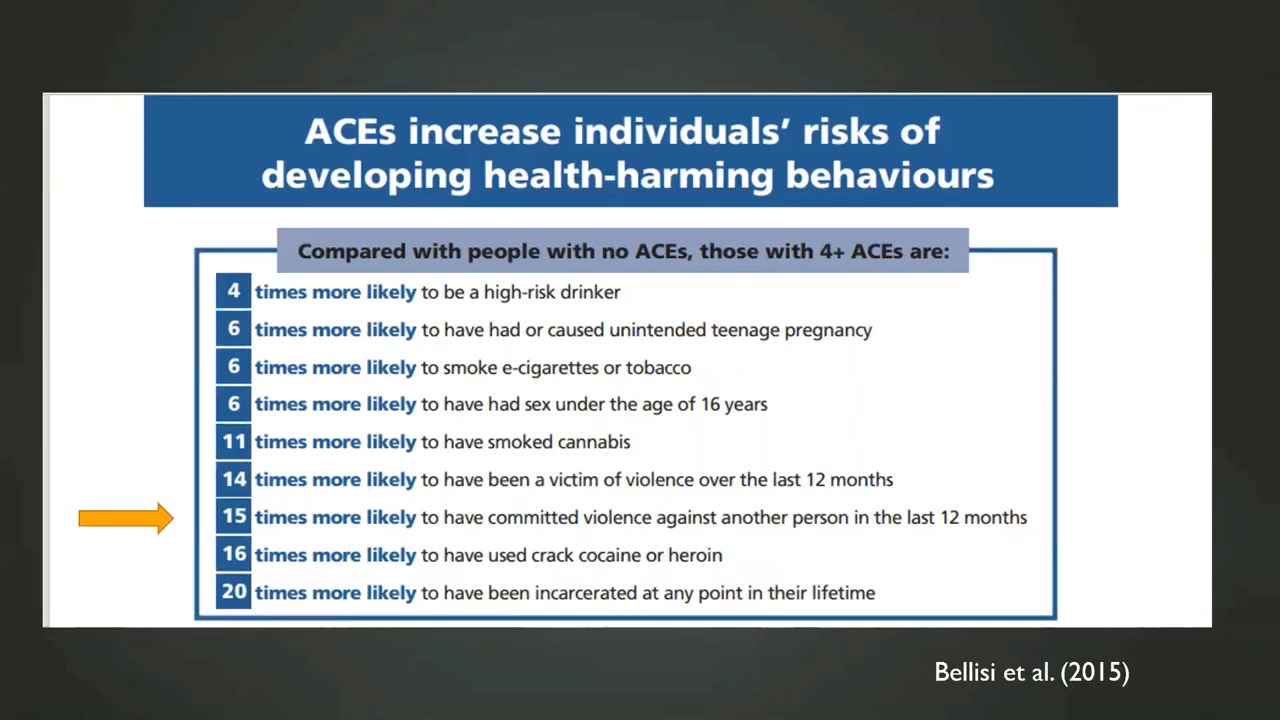 ACEs increase individuals’ risks of
developing health-harming behaviours
Compared with people with no ACEs, those with 4+ ACEs are:
4 times more likely to be a high-risk drinker
6 times more likely to have had or caused unintended teenage pregnancy
6 times more likely to smoke e-cigarettes or tobacco
6 times more likely to have had sex under the age of 16 years
11 times more likely to have smoked cannabis
14 times more likely to have been a victim of violence over the last 12 months
15 times more likely to have committed violence against another person in the last 12 months
16 times more likely to have used crack cocaine or heroin
20 times more likely to have been incarcerated at any point in their lifetime
Bellisi et al. (2015)